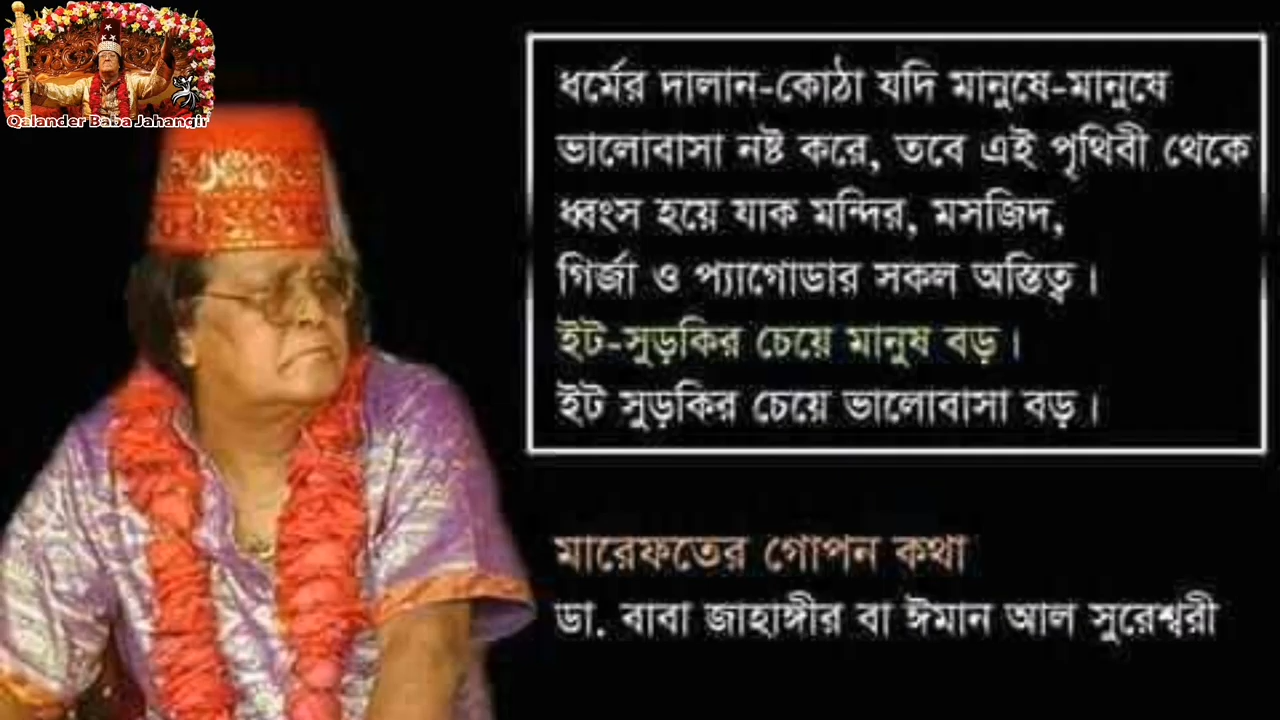 Qalander Baba Jahangir
ধর্মের দালান-কোঠা যদি মানুষে-মানুষে
ভালোবাসা নষ্ট করে, তবে এই পৃথিবী থেকে
ধ্বংস হয়ে যাক মন্দির, মসজিদ,
গির্জা ও প্যাগোডার সকল অস্তিত্ব।
ইট-সুড়কির চেয়ে মানুষ বড়।
ইট সুড়কির চেয়ে ভালোবাসা বড়।
মারেফতের গোপন কথা
ডা. বাবা জাহাঙ্গীর বা ঈমান আল সুরেশ্বরী